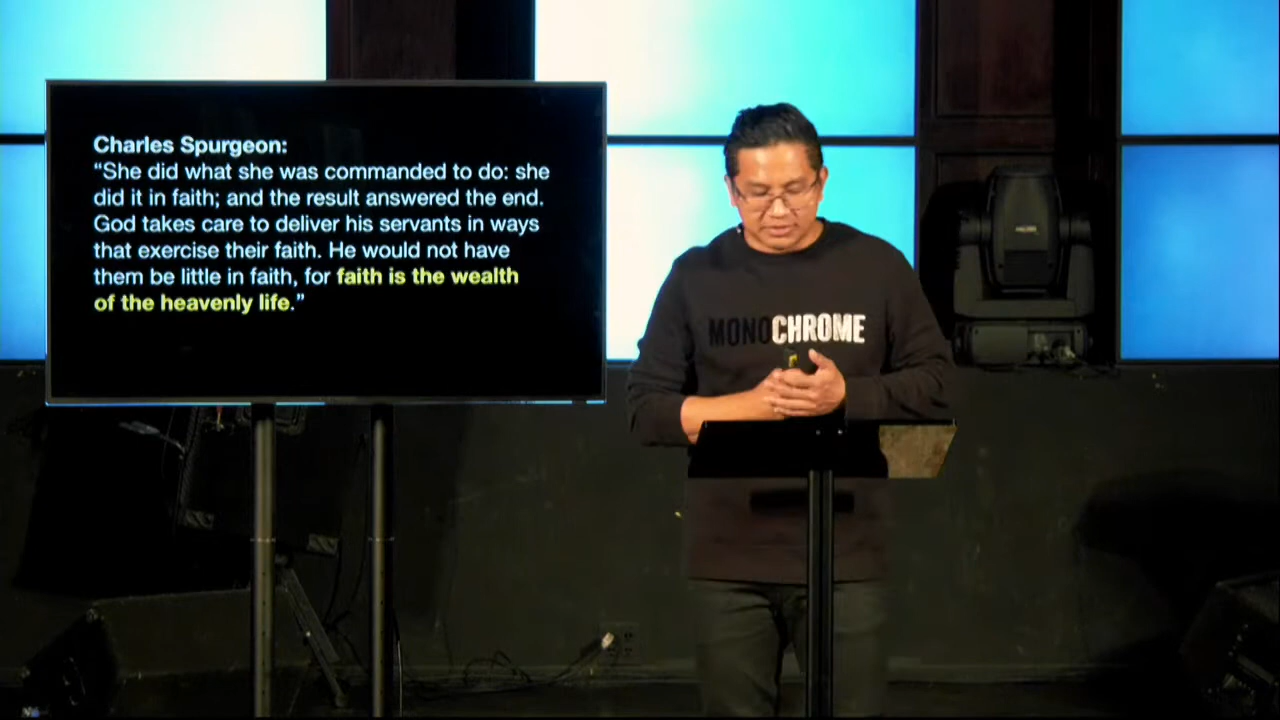 Charles Spurgeon:
“She did what she was commanded to do: she
did it in faith; and the result answered the end.
God takes care to deliver his servants in ways
that exercise their faith. He would not have
them be little in faith, for faith is the wealth
of the heavenly life.”
MONOCHROME